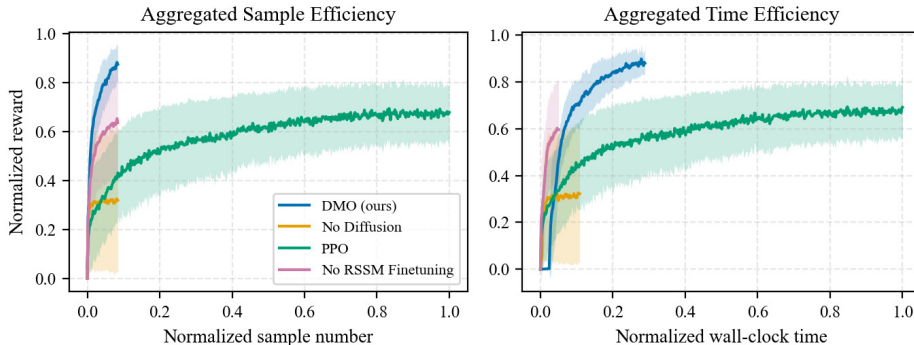 Aggregated Sample Efficiency
Normalized reward
1.0
0.8
0.6
0.4
0.2
0.0
DMO (ours)
No Diffusion
PPO
No RSSM Finetuning
0.0 0.2 0.4 0.6 0.8 1.0
Normalized sample number
Aggregated Time Efficiency
1.0
0.8
0.6
0.4
0.2
0.0
0.0 0.2 0.4 0.6 0.8 1.0
Normalized wall-clock time